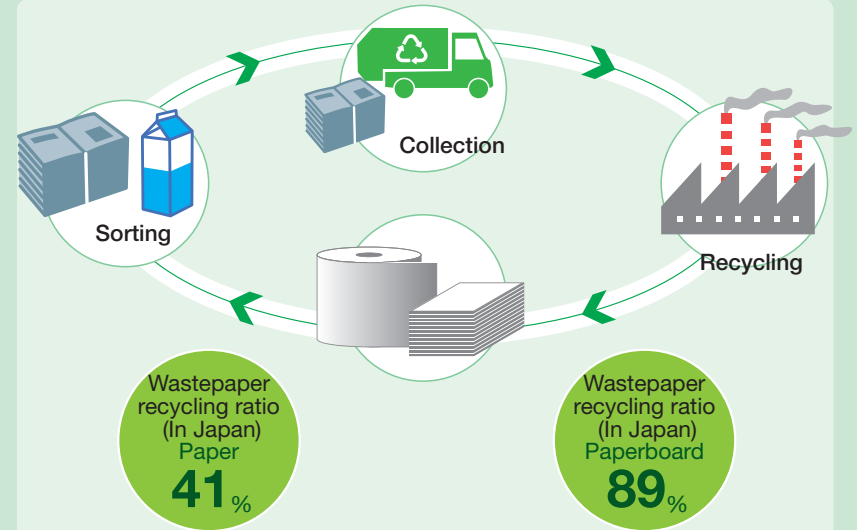 Collection
Sorting
Recycling
Wastepaper
recycling ratio
(In Japan)
Paper
41%
Wastepaper
recycling ratio
(In Japan)
Paperboard
89%